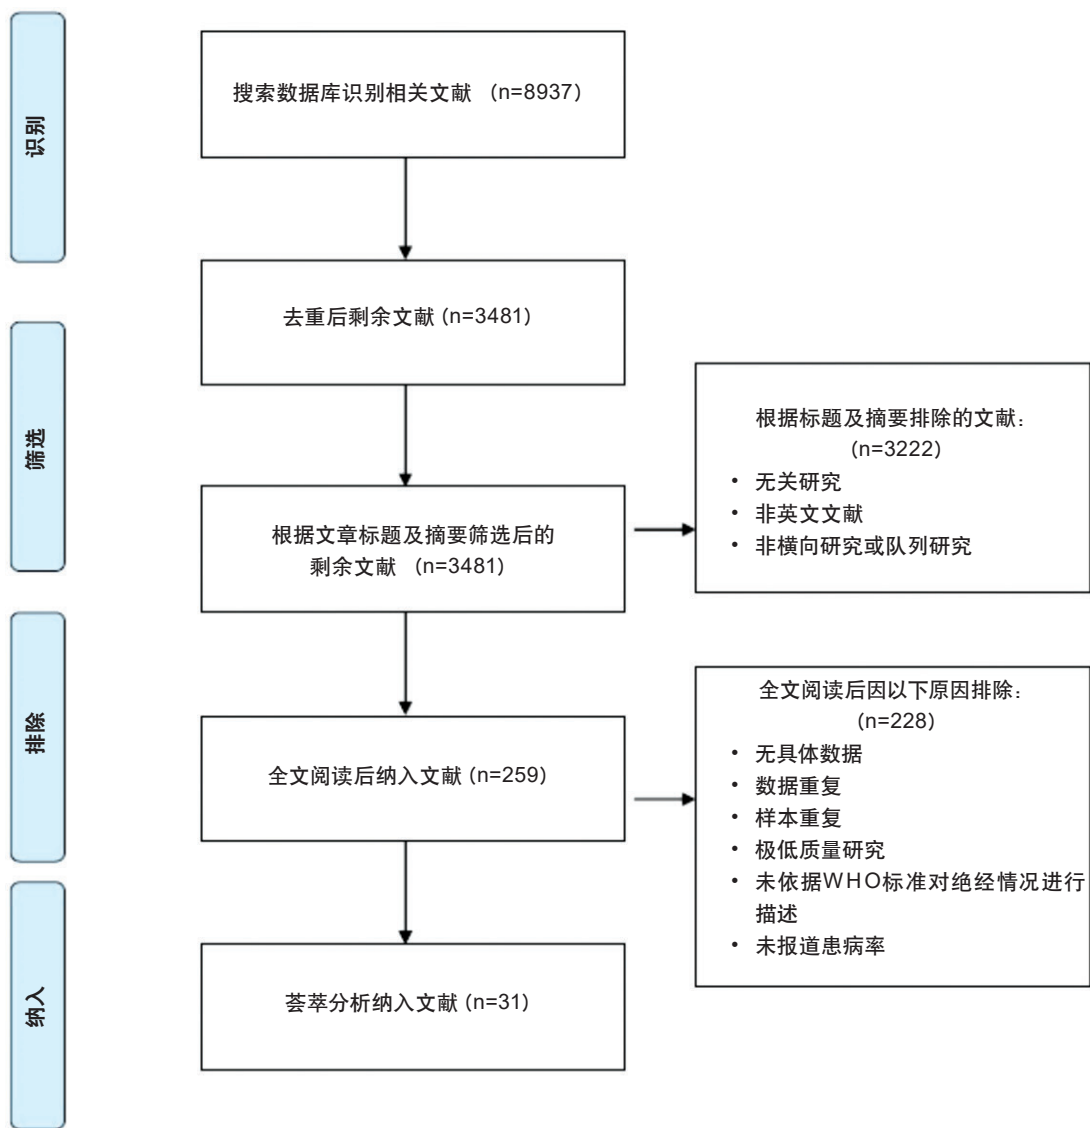 识别
搜索数据库识别相关文献 (n=8937)
去重后剩余文献 (n=3481)
筛选
根据文章标题及摘要筛选后的
剩余文献 (n=3481)
根据标题及摘要排除的文献：
(n=3222)
• 无关研究
• 非英文文献
• 非横向研究或队列研究
排除
全文阅读后纳入文献 (n=259)
全文阅读后因以下原因排除：
(n=228)
• 无具体数据
• 数据重复
• 样本重复
• 极低质量研究
• 未依据WHO标准对绝经情况进行
描述
• 未报道患病率
纳入
荟萃分析纳入文献 (n=31)